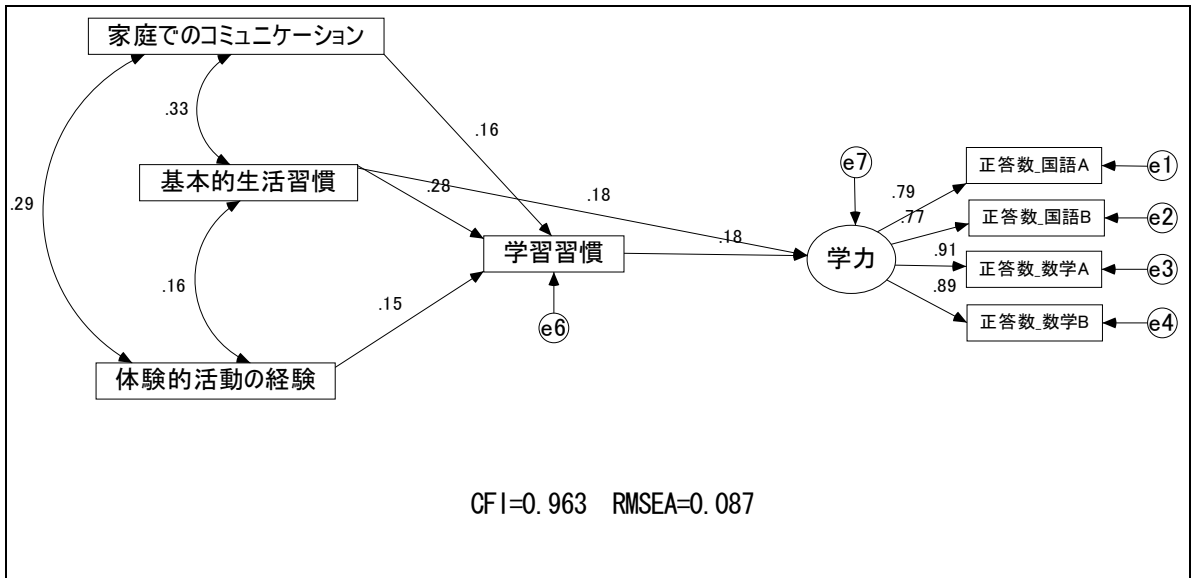 家庭でのコミュニケーション
.33
.16
.29
基本的生活習慣
.28
.18
.16
学習習慣
.18
.15
e6
体験的活動の経験
e7
学力
.79
.77
.91
.89
正答数_国語A
e1
正答数_国語B
e2
正答数_数学A
e3
正答数_数学B
e4
CFI=0.963 RMSEA=0.087